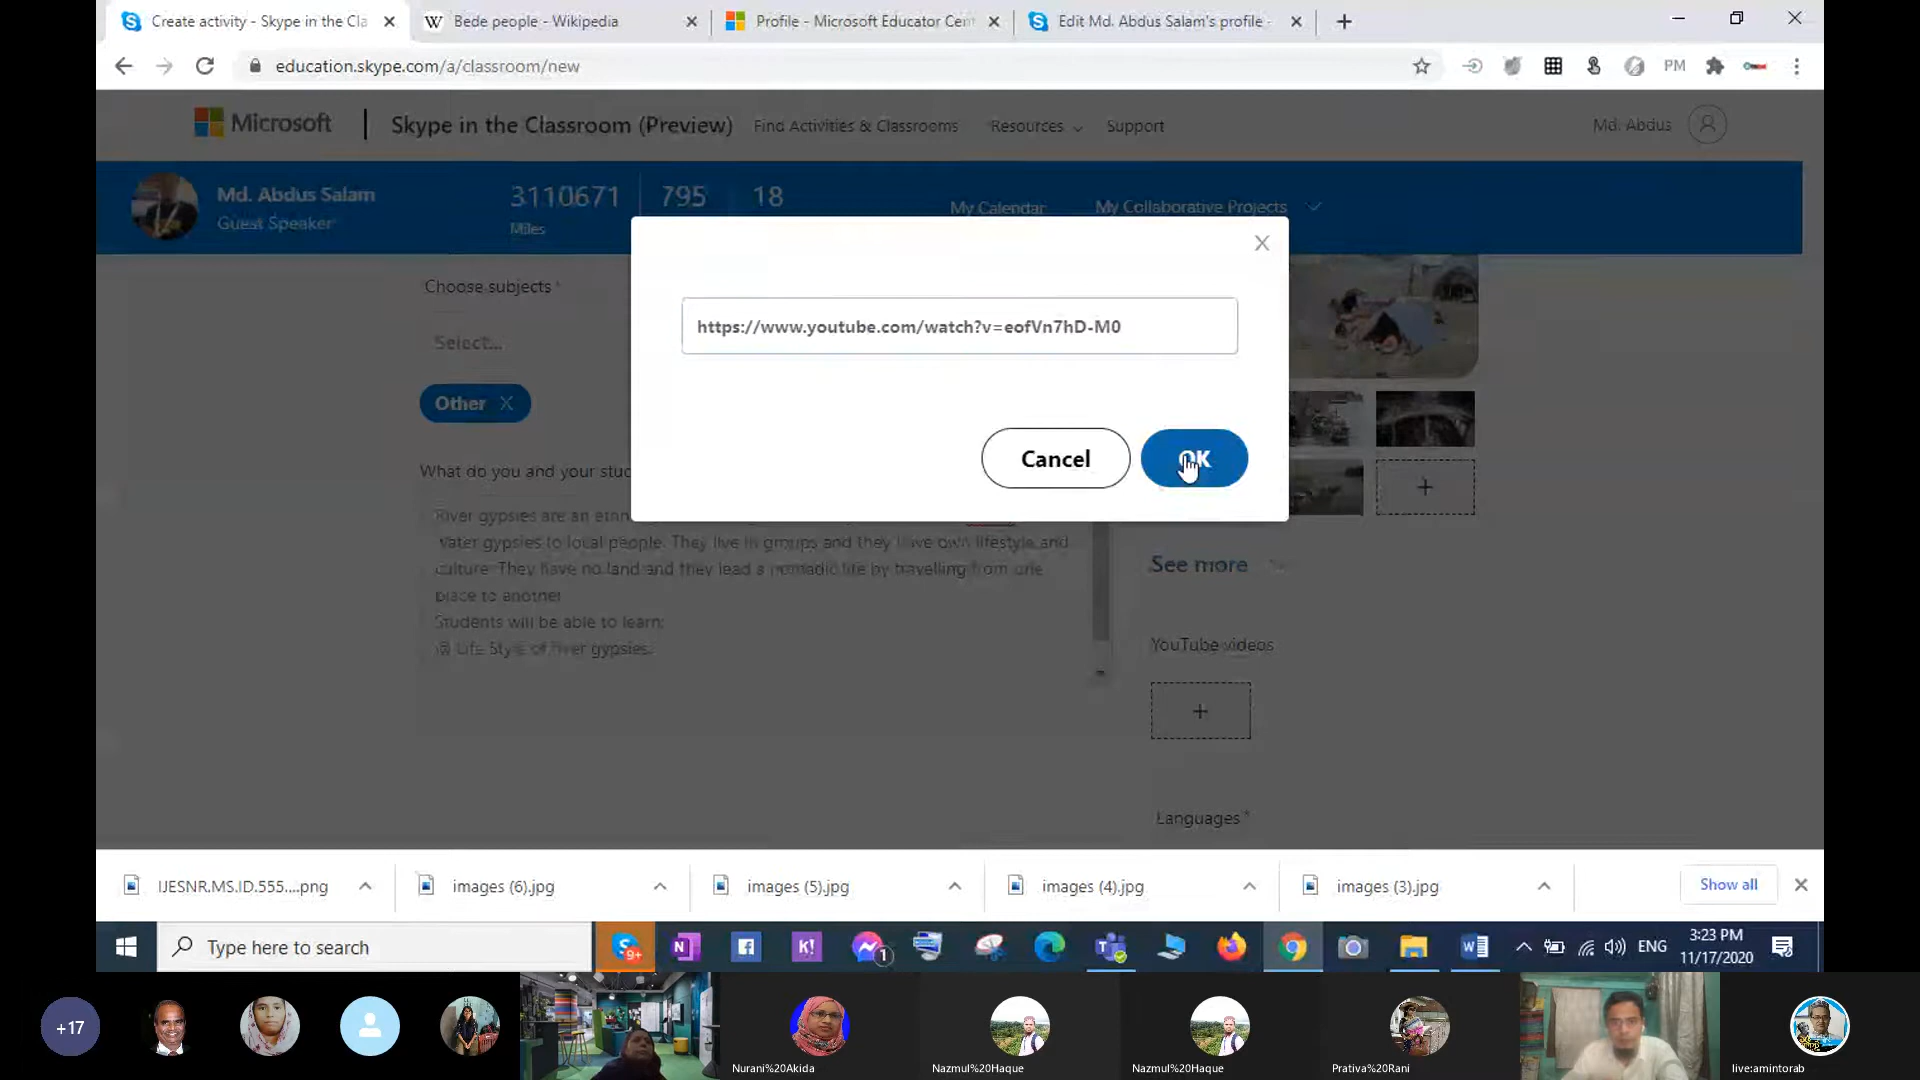 Create activity - Skype in the Cla
Bede people - Wikipedia
Profile - Microsoft Educator Cent
Edit Md. Abdus Salam's profile -
education.skype.com/a/classroom/new
PM
Microsoft
Skype in the Classroom (Preview)
Find Activities & Classrooms
Resources
Support
Md. Abdus
Md. Abdus Salam
Guest Speaker
3110671
Miles
795
18
My Calendar
My Collaborative Projects
Choose subjects *
Select...
Other X
https://www.youtube.com/watch?v=eofVn7hD-M0
Cancel
OK
What do you and your stud
River gypsies are an
water gypsies to local people. They live in groups and they have own lifestyle and
culture. They have no land and they lead a nomadic life by travelling from one
place to another
Students will be able to learn:
@ Life Style of River gypsies.
See more
YouTube videos
Languages *
IJESNR.MS.ID.555....png
images (6).jpg
images (5).jpg
images (4).jpg
images (3).jpg
Show all
Type here to search
9+
1
ENG
3:23 PM
11/17/2020
+17
Nurani%20Akida
Nazmul%20Haque
Nazmul%20Haque
Prativa%20Rani
live:amintorab